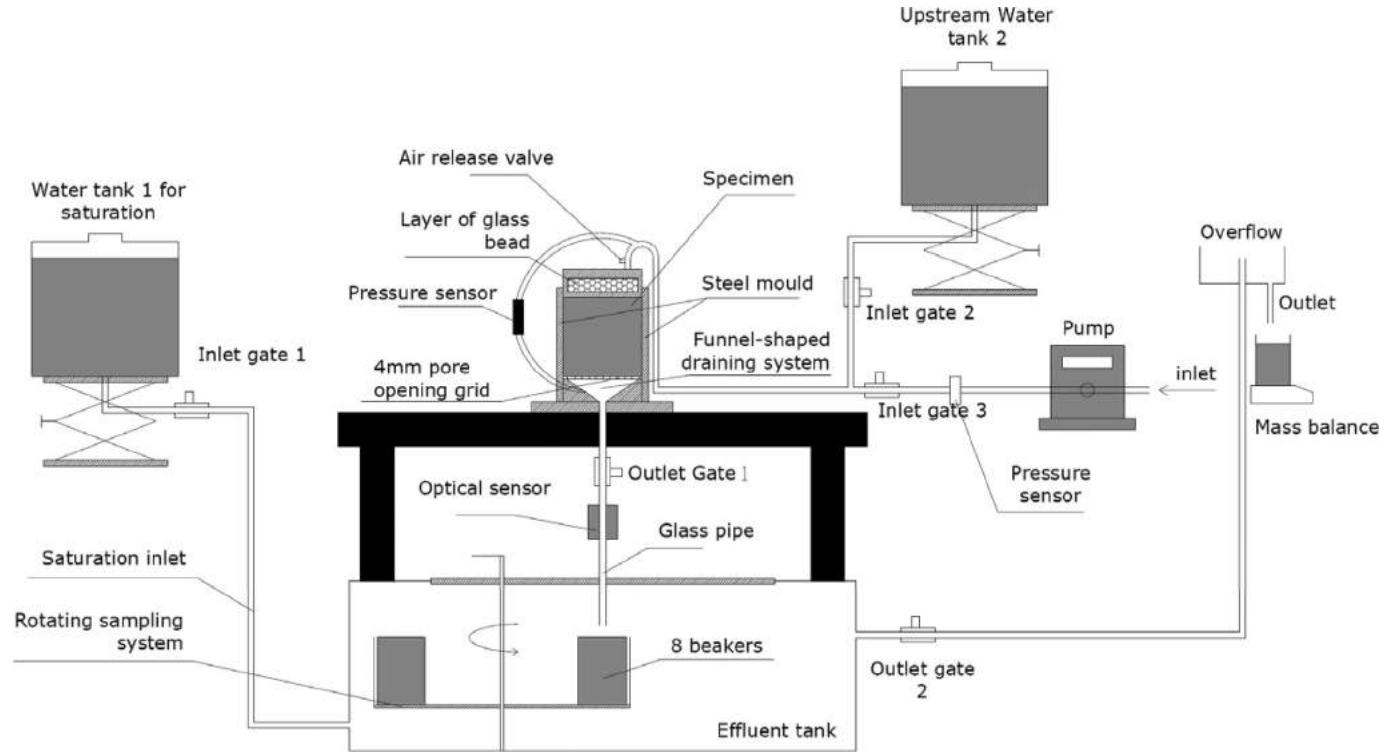 Upstream Water
tank 2
Air release valve
Specimen
Water tank 1 for
saturation
Layer of glass
bead
Overflow
Steel mould
Pressure sensor
Outlet
Inlet gate 2
Pump
Inlet gate 1
Funnel-shaped
draining system
4mm pore
opening grid
inlet
Inlet gate 3
Mass balance
Outlet Gate 1
Optical sensor
Pressure
sensor
Glass pipe
Saturation inlet
Rotating sampling
system
8 beakers
Outlet gate
2
Effluent tank